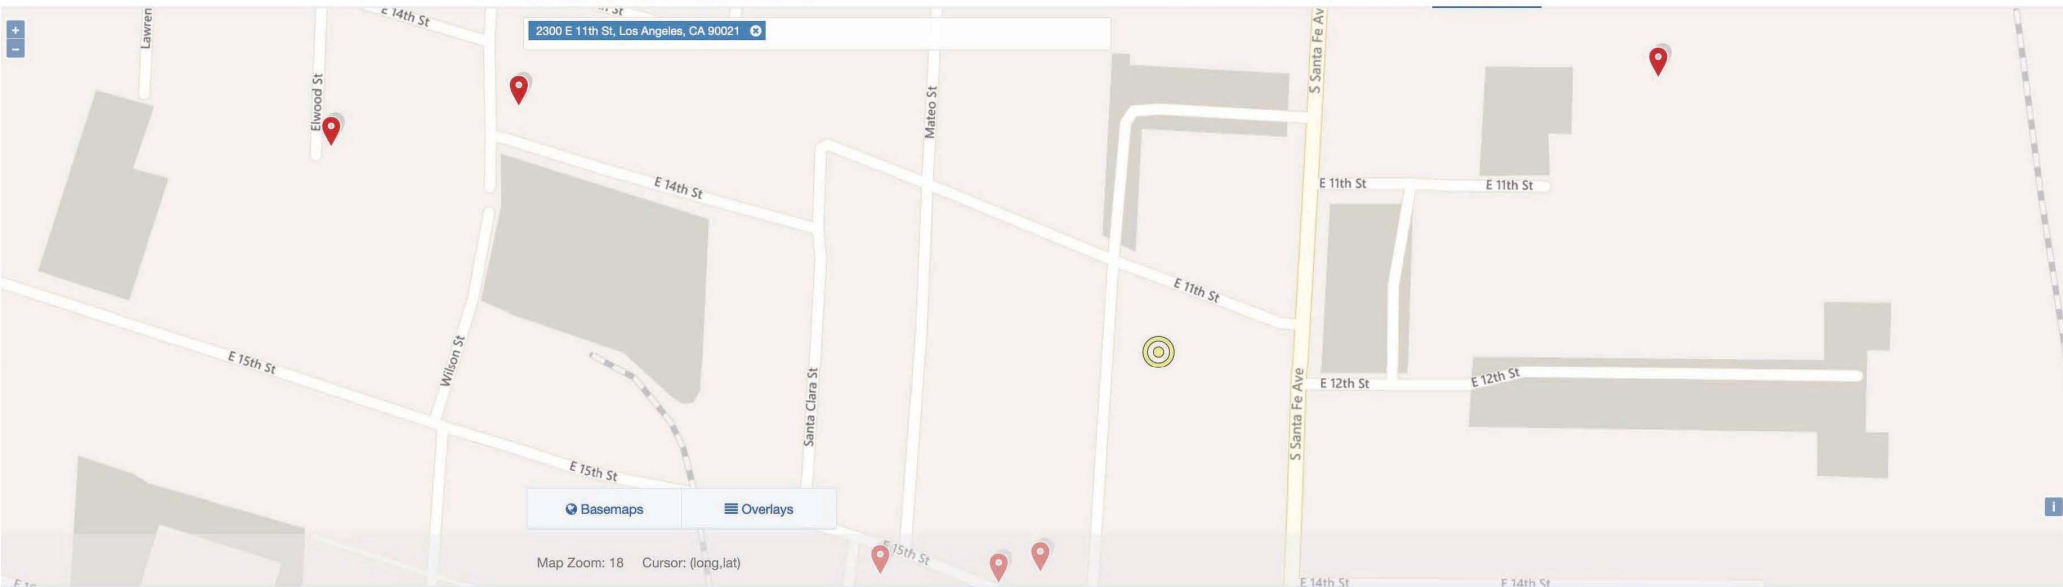 E 14th St
St
Lawren
2300 E 11th St, Los Angeles, CA 90021
S Santa Fe Av
Elwood St
Mateo St
E 14th St
E 11th St
E 11th St
E 11th St
E 15th St
Wilson St
Santa Clara St
S Santa Fe Ave
E 12th St
E 12th St
E 15th St
Basemaps
Overlays
i
E 15th St
Map Zoom: 18 Cursor: (long,lat)
E 14th St
E 14th St